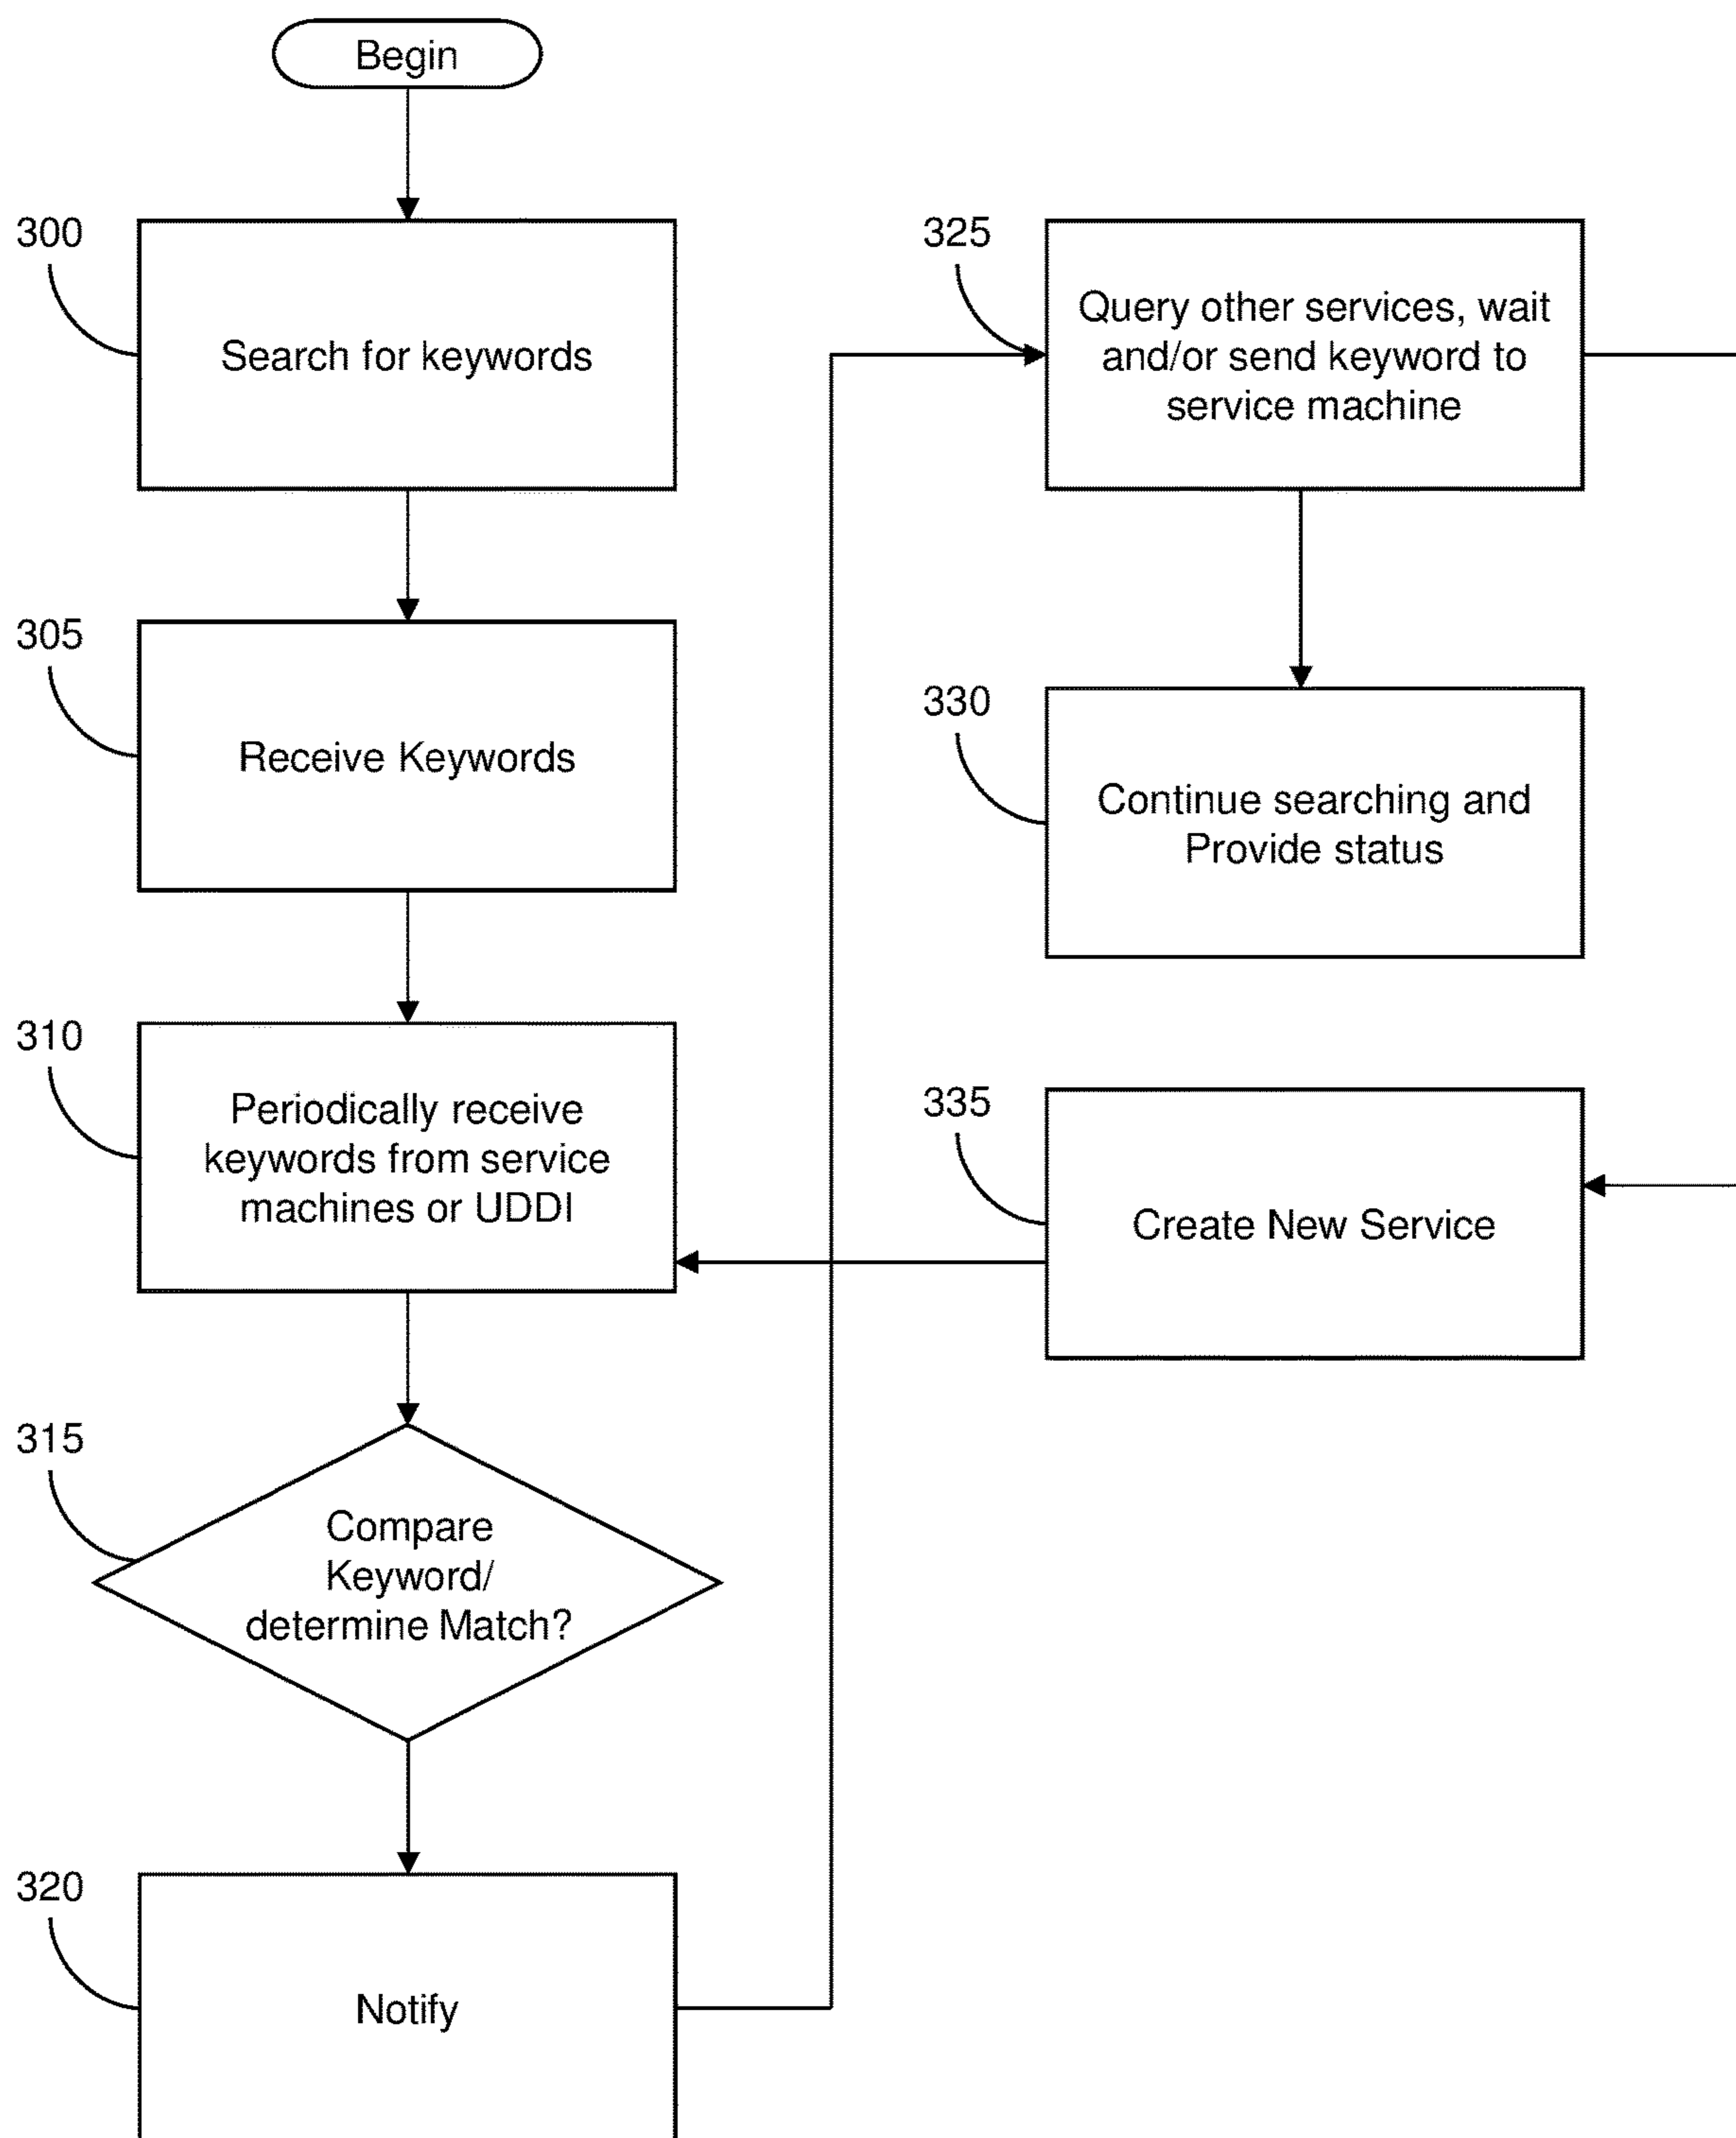 Begin
300
Search for keywords
305
Receive Keywords
310
Periodically receive
keywords from service
machines or UDDI
315
Compare
Keyword/
determine Match?
320
Notify
325
Query other services, wait
and/or send keyword to
service machine
330
Continue searching and
Provide status
335
Create New Service